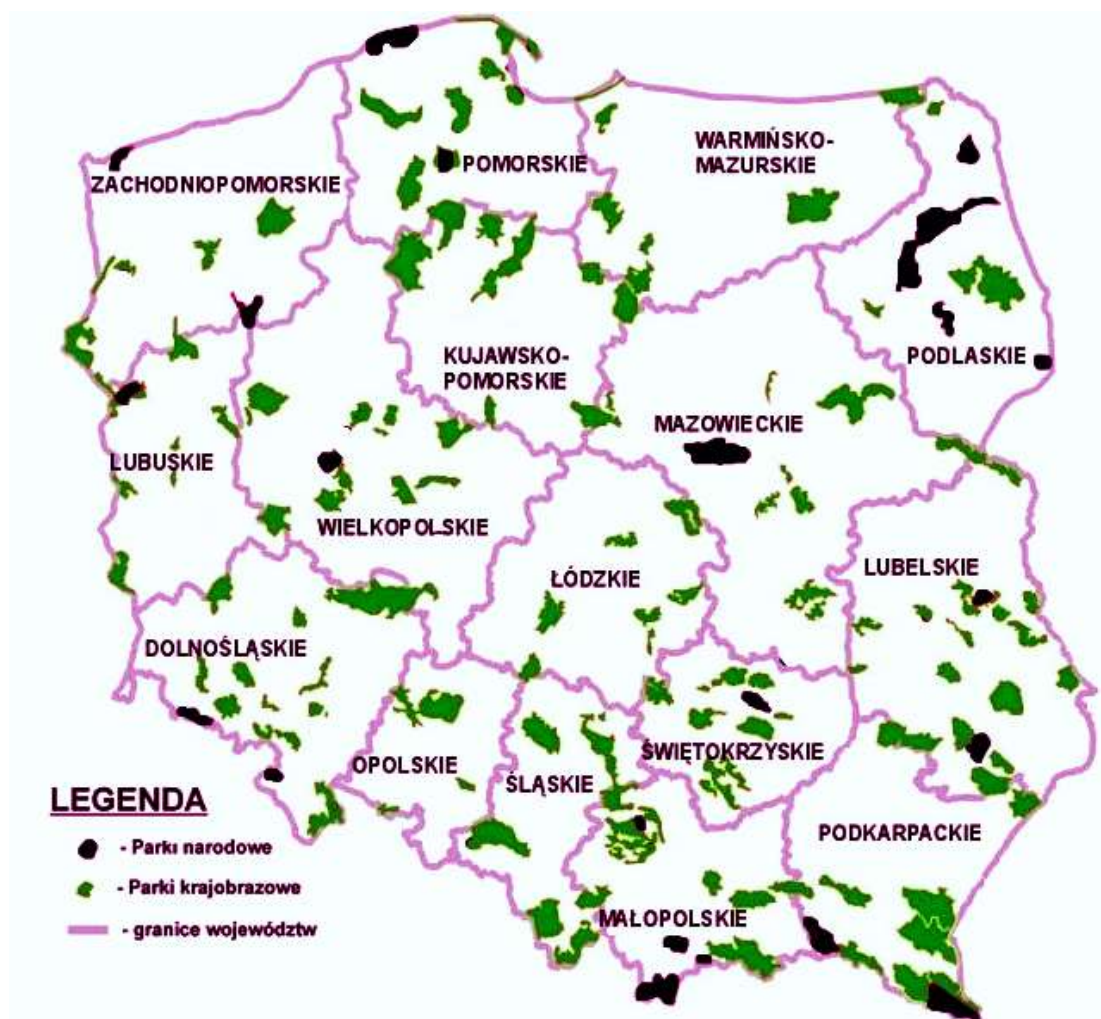 WARMIŃSKO-
MAZURSKIE
POMORSKIE
ZACHODNIOPOMORSKIE
KUJAWSKO-
POMORSKIE
PODLASKIE
MAZOWIECKIE
LUBUSKIE
WIELKOPOLSKIE
ŁÓDZKIE
LUBELSKIE
DOLNOŚLĄSKIE
OPOLSKIE
ŚLĄSKIE
ŚWIĘTOKRZYSKIE
PODKARPACKIE
MAŁOPOLSKIE
LEGENDA
- Parki narodowe
- Parki krajobrazowe
- granice województw